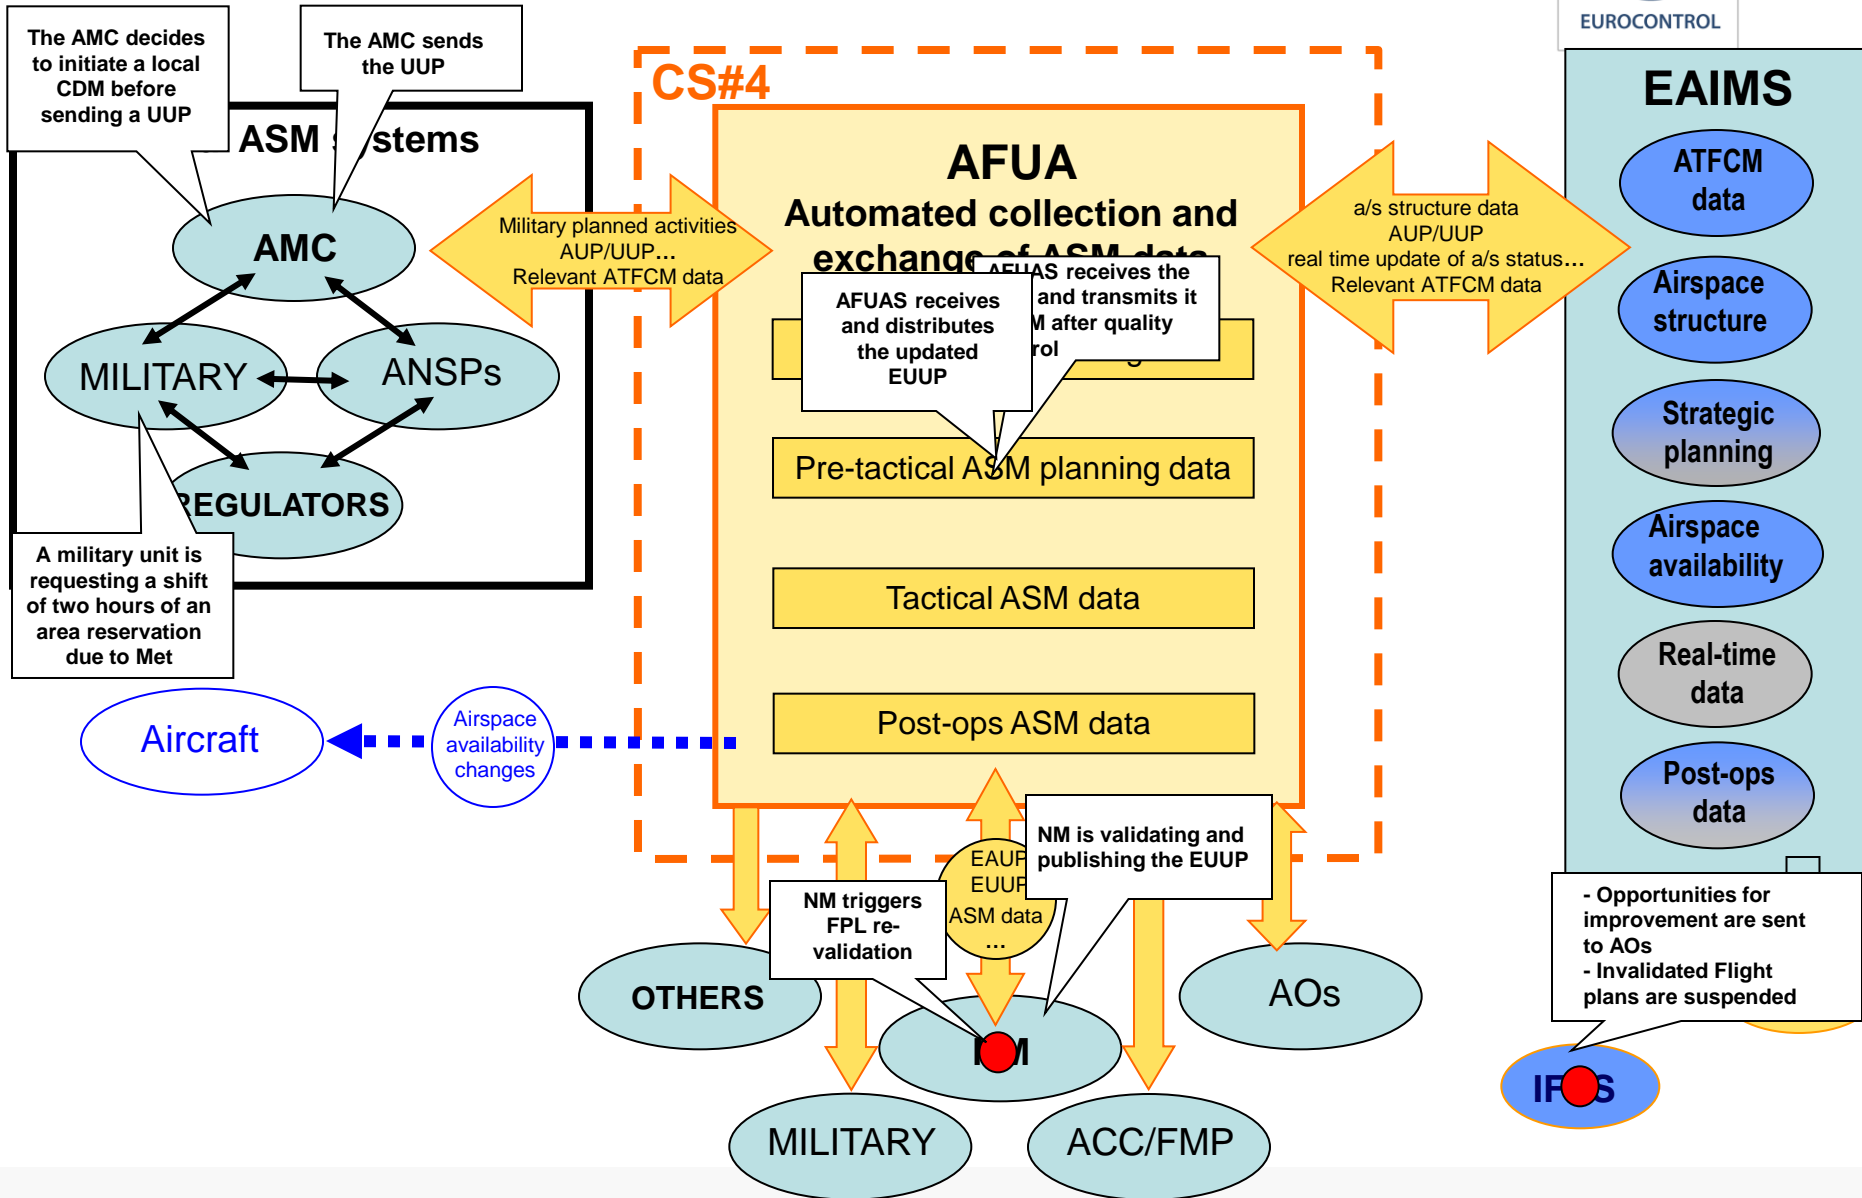 EUROCONTROL
The AMC decides
to initiate a local
CDM before
sending a UUP
The AMC sends
the UUP
ASM systems
AMC
MILITARY
ANSPs
REGULATORS
A military unit is
requesting a shift
of two hours of an
area reservation
due to Met
Military planned activities
AUP/UUP...
Relevant ATFCM data
CS#4
AFUA
Automated collection and
exchange of ASM data
AFUAS receives
and distributes
the updated
EUUP
AFUAS receives the
and transmits it
after quality
Pre-tactical ASM planning data
Tactical ASM data
Post-ops ASM data
a/s structure data
AUP/UUP
real time update of a/s status...
Relevant ATFCM data
EAIMS
ATFCM
data
Airspace
structure
Strategic
planning
Airspace
availability
Real-time
data
Post-ops
data
Aircraft
Airspace
availability
changes
EAUP
EUUP
ASM data
...
NM is validating and
publishing the EUUP
NM triggers
FPL re-
validation
- Opportunities for
improvement are sent
to AOs
- Invalidated Flight
plans are suspended
OTHERS
NM
AOs
MILITARY
ACC/FMP